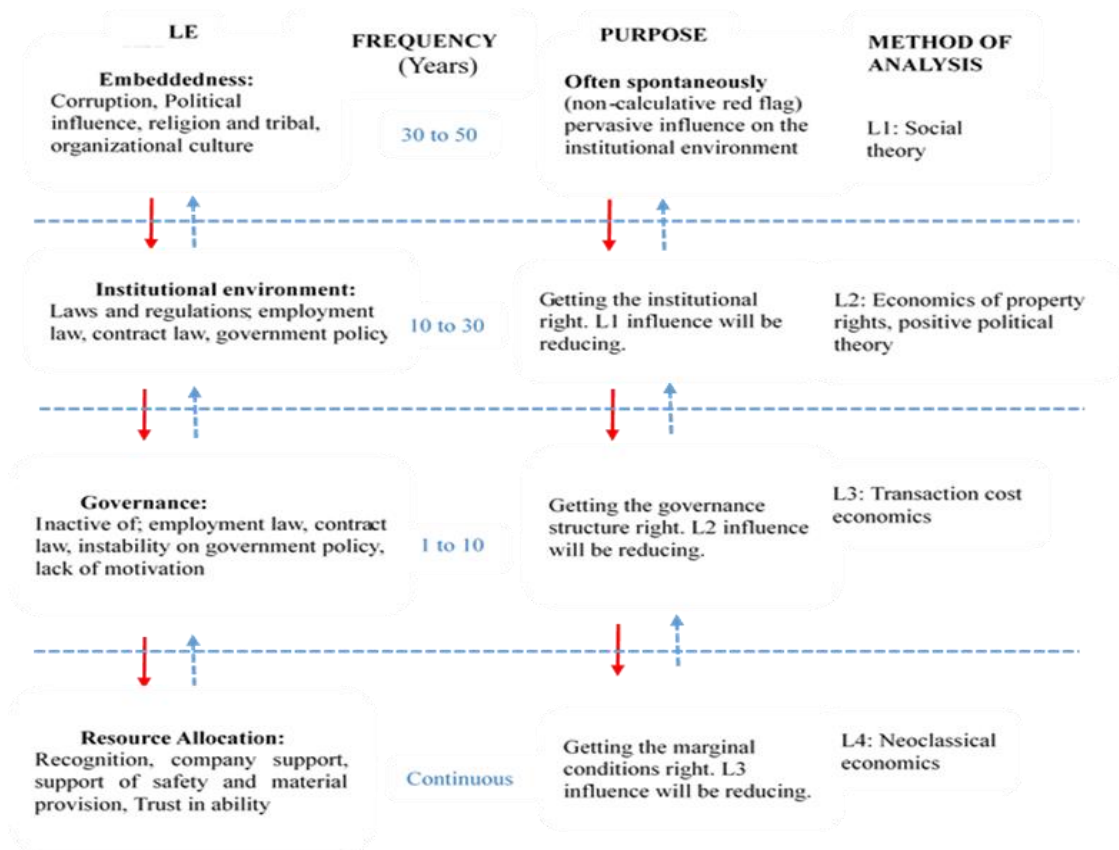 LE
FREQUENCY
(Years)
PURPOSE
METHOD OF
ANALYSIS
Embeddedness:
Corruption, Political
influence, religion and tribal,
organizational culture
30 to 50
Often spontaneously
(non-calculative red flag)
pervasive influence on the
institutional environment
L1: Social
theory
Institutional environment:
Laws and regulations; employment
law, contract law, government policy
10 to 30
Getting the institutional
right. L1 influence will be
reducing.
L2: Economics of property
rights, positive political
theory
Governance:
Inactive of; employment law, contract
law, instability on government policy,
lack of motivation
1 to 10
Getting the governance
structure right. L2 influence
will be reducing.
L3: Transaction cost
economics
Resource Allocation:
Recognition, company support,
support of safety and material
provision, Trust in ability
Continuous
Getting the marginal
conditions right. L3
influence will be reducing.
L4: Neoclassical
economics